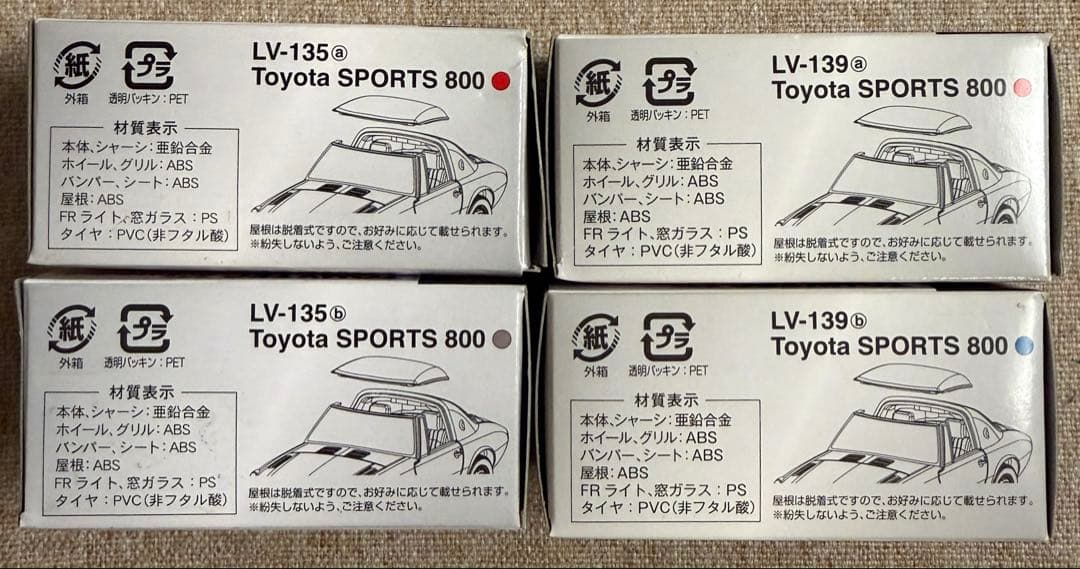 紙
外箱
プラ
透明パッキン：PET
LV-135ⓐ
Toyota SPORTS 800
材質表示
本体、シャーシ：亜鉛合金
ホイール、グリル：ABS
バンパー、シート：ABS
屋根：ABS
FRライト、窓ガラス：PS
タイヤ：PVC(非フタル酸)
屋根は脱着式ですので、お好みに応じて載せられます。
※紛失しないよう、ご注意ください。
紙
外箱
プラ
透明パッキン：PET
LV-139ⓐ
Toyota SPORTS 800
材質表示
本体、シャーシ：亜鉛合金
ホイール、グリル：ABS
バンパー、シート：ABS
屋根：ABS
FRライト、窓ガラス：PS
タイヤ：PVC(非フタル酸)
屋根は脱着式ですので、お好みに応じて載せられます。
※紛失しないよう、ご注意ください。
紙
外箱
プラ
透明パッキン：PET
LV-135ⓑ
Toyota SPORTS 800
材質表示
本体、シャーシ：亜鉛合金
ホイール、グリル：ABS
バンパー、シート：ABS
屋根：ABS
FRライト、窓ガラス：PS
タイヤ：PVC(非フタル酸)
屋根は脱着式ですので、お好みに応じて載せられます。
※紛失しないよう、ご注意ください。
紙
外箱
プラ
透明パッキン：PET
LV-139ⓑ
Toyota SPORTS 800
材質表示
本体、シャーシ：亜鉛合金
ホイール、グリル：ABS
バンパー、シート：ABS
屋根：ABS
FRライト、窓ガラス：PS
タイヤ：PVC(非フタル酸)
屋根は脱着式ですので、お好みに応じて載せられます。
※紛失しないよう、ご注意ください。